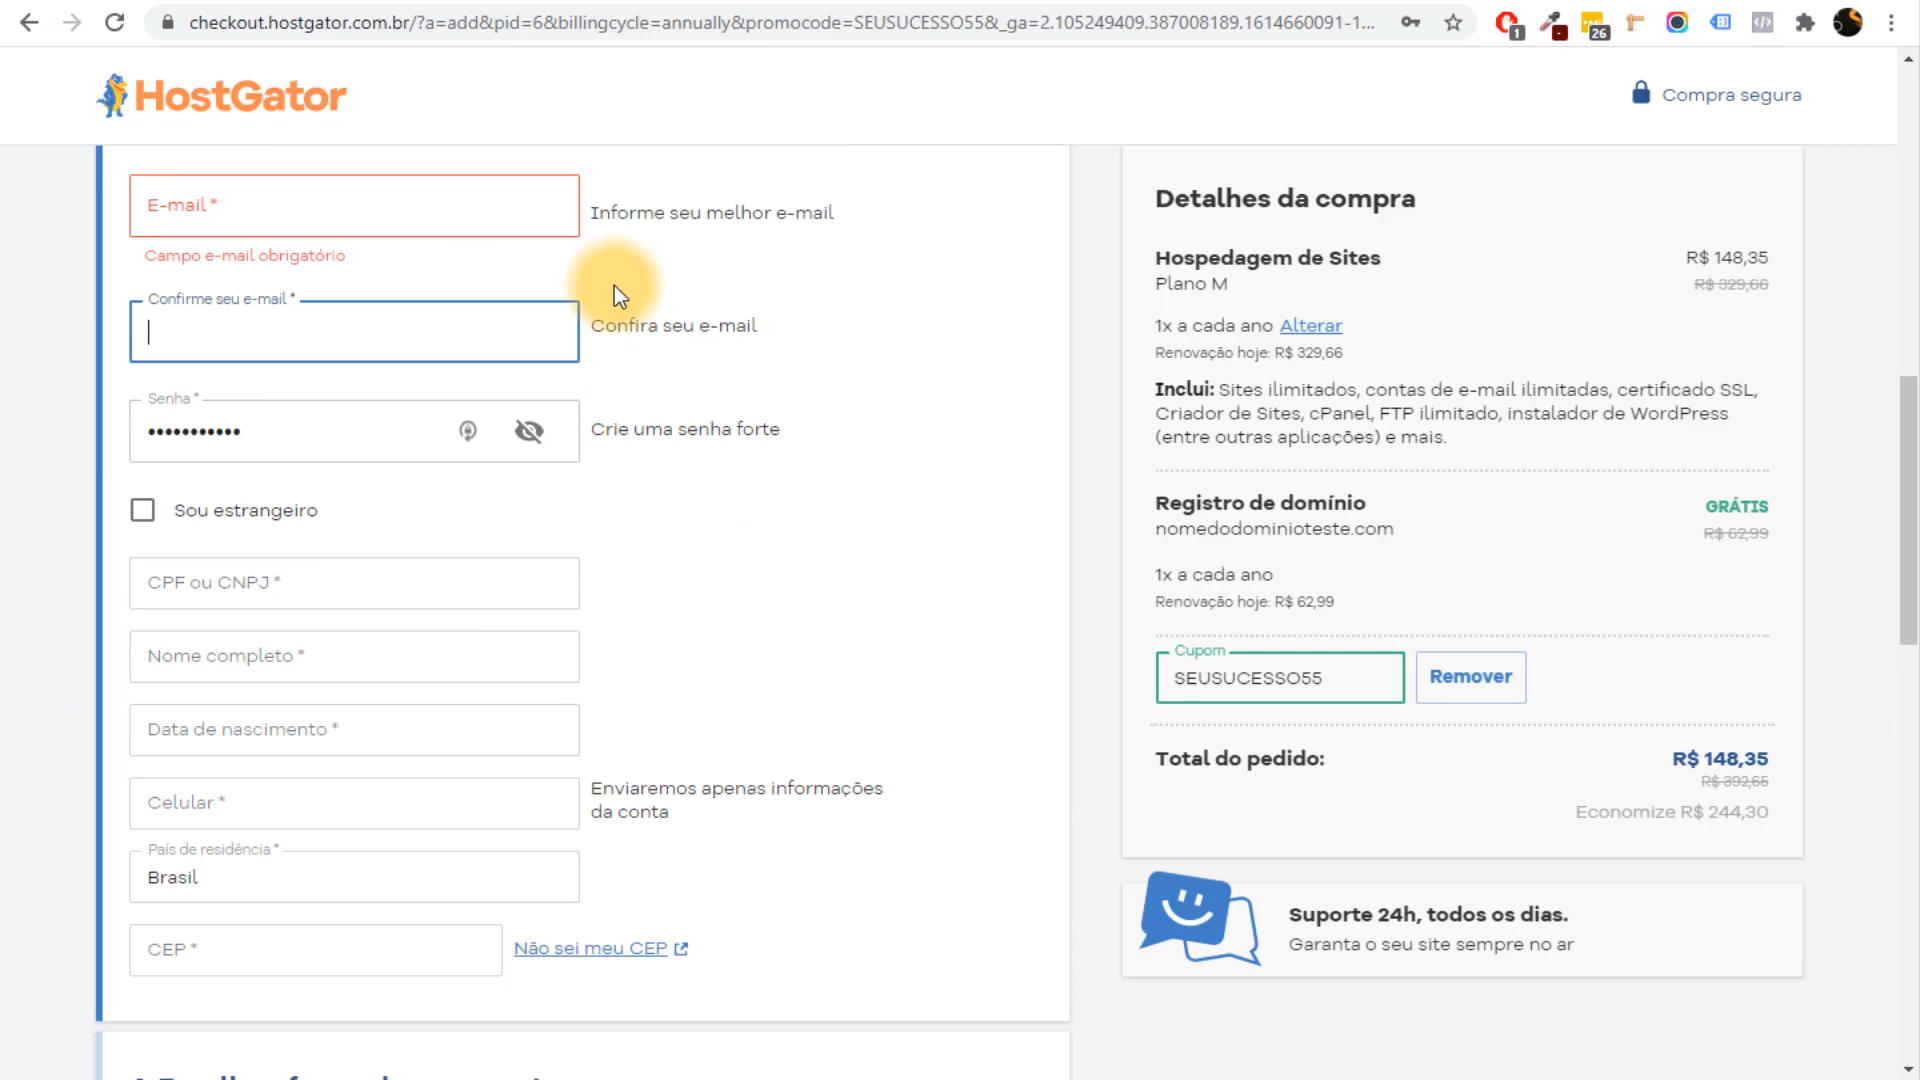 checkout.hostgator.com.br/?a=add&pid=6&billingcycle=annually&promocode=SEUSUCESSO55&_ga=2.105249409.387008189.1614660091-1...
1
-
26
HostGator
Compra segura
E-mail *
Informe seu melhor e-mail
Campo e-mail obrigatório
Confirme seu e-mail *
Confira seu e-mail
Senha *
•••••••••••
Crie uma senha forte
Sou estrangeiro
CPF ou CNPJ *
Nome completo *
Data de nascimento *
Celular *
Enviaremos apenas informações
da conta
País de residência *
Brasil
CEP *
Não sei meu CEP
Detalhes da compra
Hospedagem de Sites R$ 148,35
Plano M R$ 329,66
1x a cada ano Alterar
Renovação hoje: R$ 329,66
Inclui: Sites ilimitados, contas de e-mail ilimitadas, certificado SSL,
Criador de Sites, cPanel, FTP ilimitado, instalador de WordPress
(entre outras aplicações) e mais.
Registro de domínio GRÁTIS
nomedodominioteste.com R$ 62,99
1x a cada ano
Renovação hoje: R$ 62,99
Cupom
SEUSUCESSO55
Remover
Total do pedido: R$ 148,35
R$ 392,65
Economize R$ 244,30
Suporte 24h, todos os dias.
Garanta o seu site sempre no ar